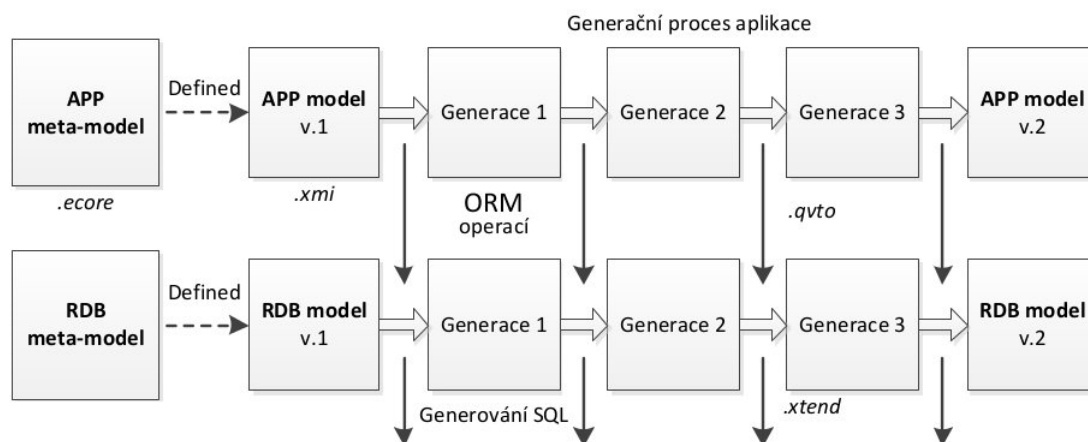 Generační proces aplikace
APP
meta-model
Defined
APP model
v.1
Generace 1
Generace 2
Generace 3
APP model
v.2
.ecore
.xmi
ORM
operací
.qvto
RDB
meta-model
Defined
RDB model
v.1
Generace 1
Generace 2
Generace 3
RDB model
v.2
Generování SQL
.xtend